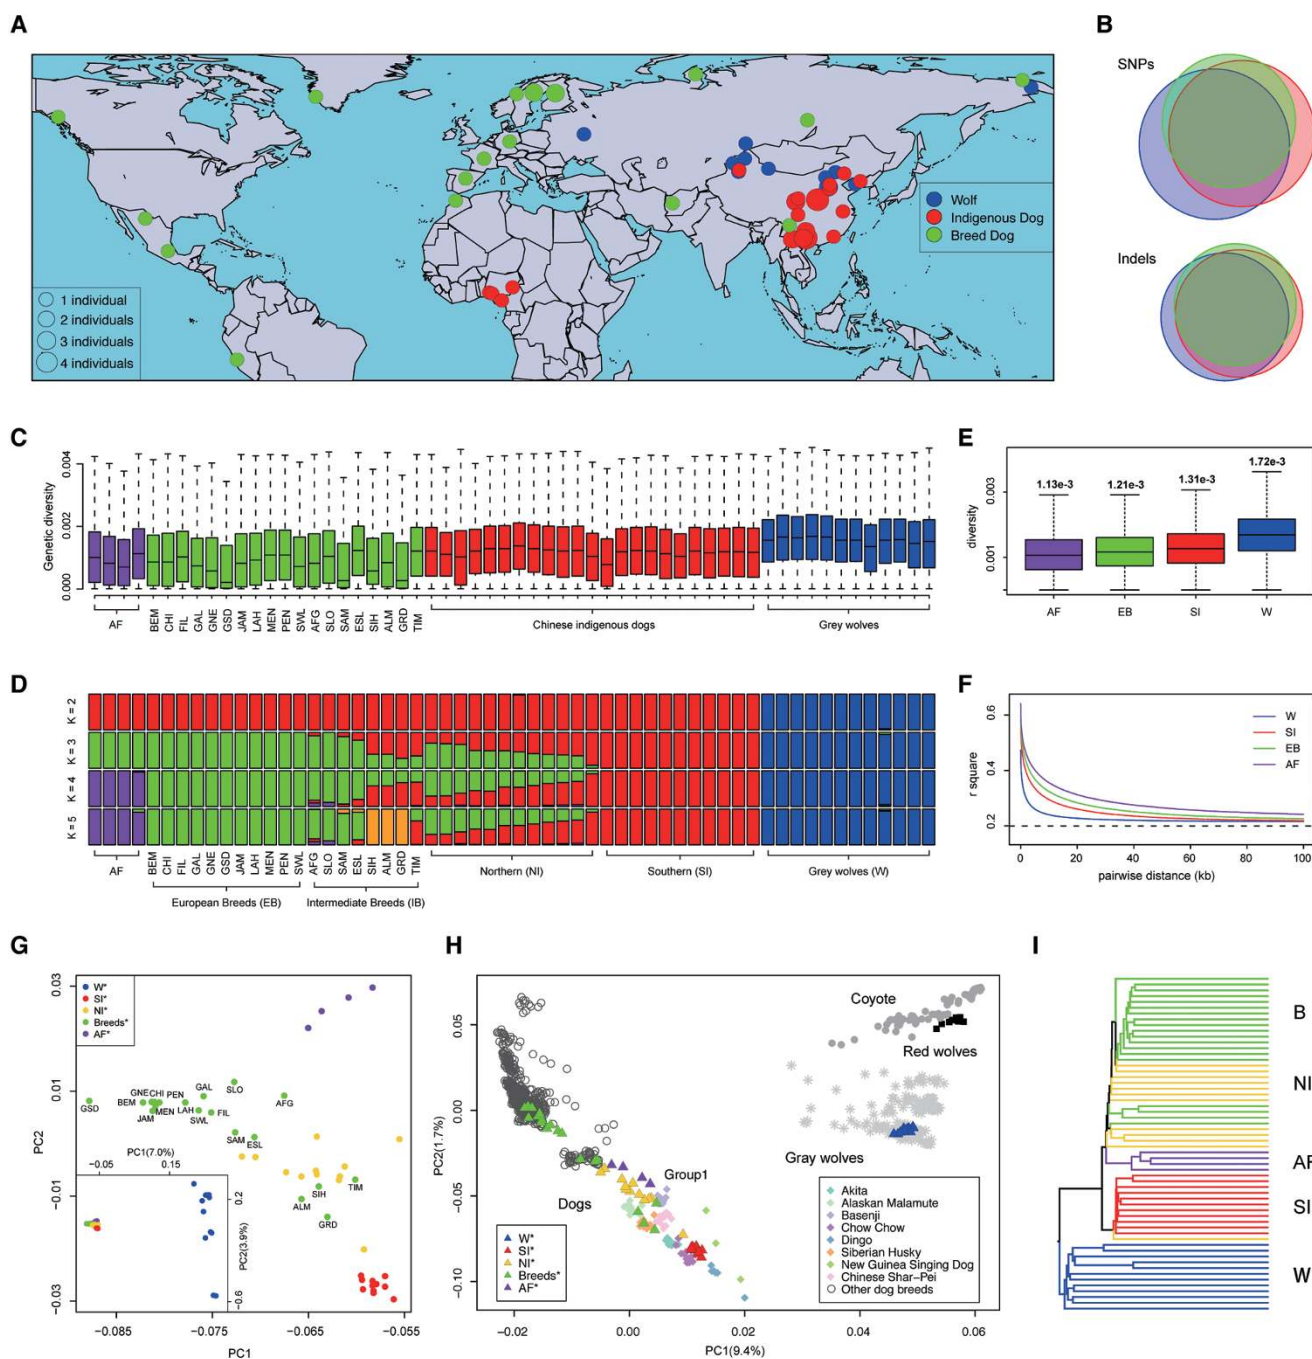 A
B
SNPs
Indels
Wolf
Indigenous Dog
Breed Dog
1 individual
2 individuals
3 individuals
4 individuals
C
Genetic diversity
0.004
0.002
0.000
AF
BEM
CHI
FIL
GAL
GNE
GSD
JAM
LAH
MEN
PEN
SWL
AFG
SLO
SAM
ESL
SIH
ALM
GRD
TIM
Chinese indigenous dogs
Grey wolves
E
diversity
0.003
0.001
1.13e-3
1.21e-3
1.31e-3
1.72e-3
AF
EB
SI
W
D
K = 2
K = 3
K = 4
K = 5
AF
BEM
CHI
FIL
GAL
GNE
GSD
JAM
LAH
MEN
PEN
SWL
AFG
SLO
SAM
ESL
SIH
ALM
GRD
TIM
European Breeds (EB)
Intermediate Breeds (IB)
Northern (NI)
Southern (SI)
Grey wolves (W)
F
r square
0.6
0.4
0.2
W
SI
EB
AF
0 20 40 60 80 100
pairwise distance (kb)
G
PC2
0.03
0.01
−0.01
−0.03
W*
SI*
NI*
Breeds*
AF*
GSD
BEM
GNE
CHI
PEN
GAL
SLO
AFG
JAM
MEN
LAH
SWL
FIL
SAM
ESL
SIH
TIM
ALM
GRD
PC1(7.0%)
−0.05 0.15
0.2
−0.6
PC2(3.9%)
−0.085 −0.075 −0.065 −0.055
PC1
H
PC2(1.7%)
0.05
0.00
−0.05
−0.10
Coyote
Red wolves
Gray wolves
Group1
Dogs
W*
SI*
NI*
Breeds*
AF*
Akita
Alaskan Malamute
Basenji
Chow Chow
Dingo
Siberian Husky
New Guinea Singing Dog
Chinese Shar−Pei
Other dog breeds
−0.02 0.00 0.02 0.04 0.06
PC1(9.4%)
I
B
NI
AF
SI
W